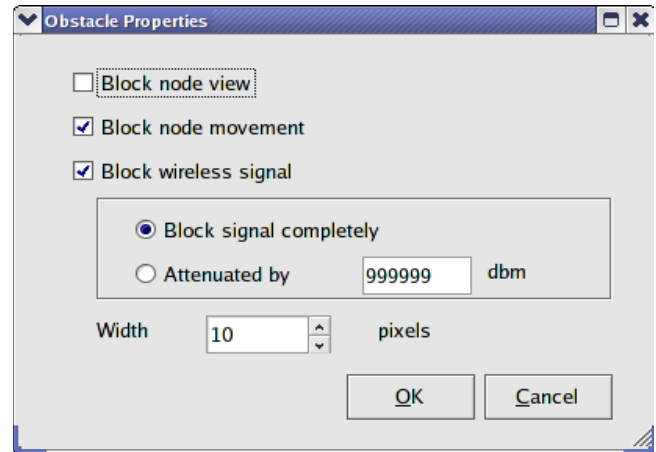 Obstacle Properties
Block node view
Block node movement
Block wireless signal
Block signal completely
Attenuated by 999999 dbm
Width 10 pixels
OK Cancel